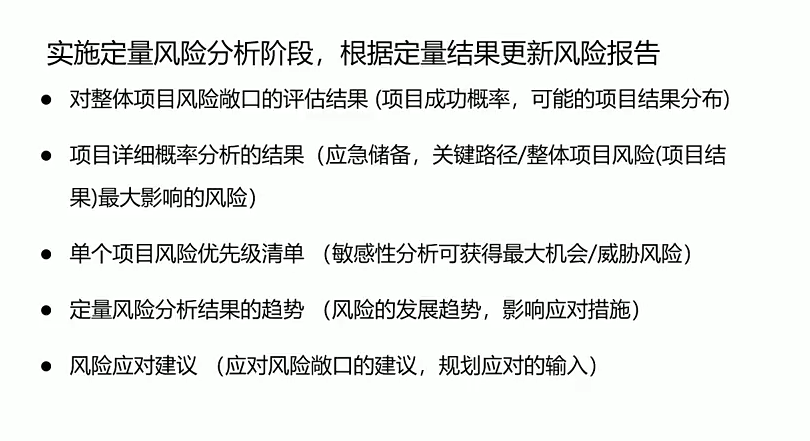 实施定量风险分析阶段，根据定量结果更新风险报告
● 对整体项目风险敞口的评估结果 (项目成功概率，可能的项目结果分布)
● 项目详细概率分析的结果（应急储备，关键路径/整体项目风险(项目结
果)最大影响的风险）
● 单个项目风险优先级清单 （敏感性分析可获得最大机会/威胁风险）
● 定量风险分析结果的趋势 （风险的发展趋势，影响应对措施）
● 风险应对建议 （应对风险敞口的建议，规划应对的输入）